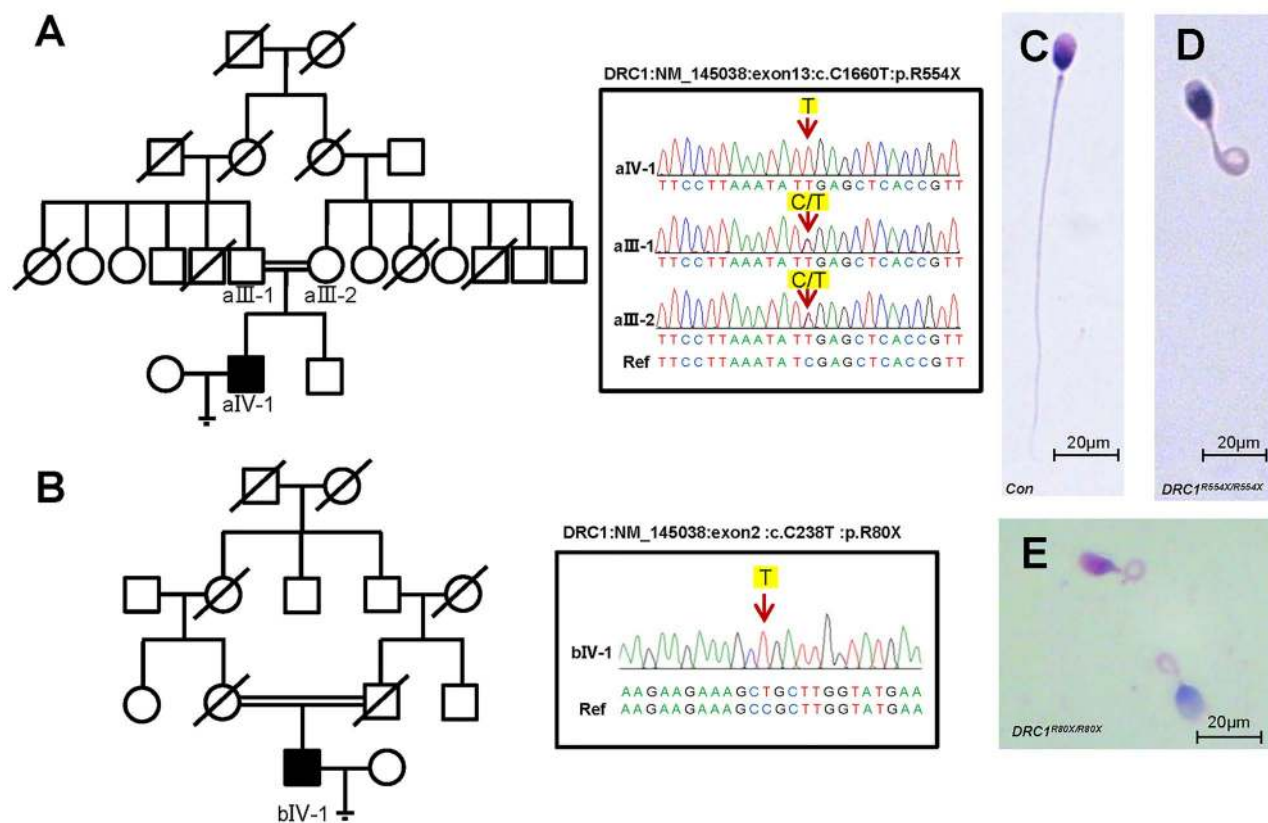 A
DRC1:NM_145038:exon13:c.C1660T:p.R554X
T
aIV-1
TTCCTTAAATATTGAGCTCACCGTT
C/T
aIII-1
TTCCTTAAATATTGAGCTCACCGTT
C/T
aIII-2
TTCCTTAAATATTGAGCTCACCGTT
Ref TTCCTTAAATATCGAGCTCACCGTT
aⅢ-1 aⅢ-2
aⅣ-1
B
DRC1:NM_145038:exon2 :c.C238T :p.R80X
T
bIV-1
AAGAAGAAAGCTGCTTGGTATGAA
Ref AAGAAGAAAGCCGCTTGGTATGAA
bⅣ-1
C
20μm
Con
D
20μm
DRC1R554X/R554X
E
20μm
DRC1R80X/R80X